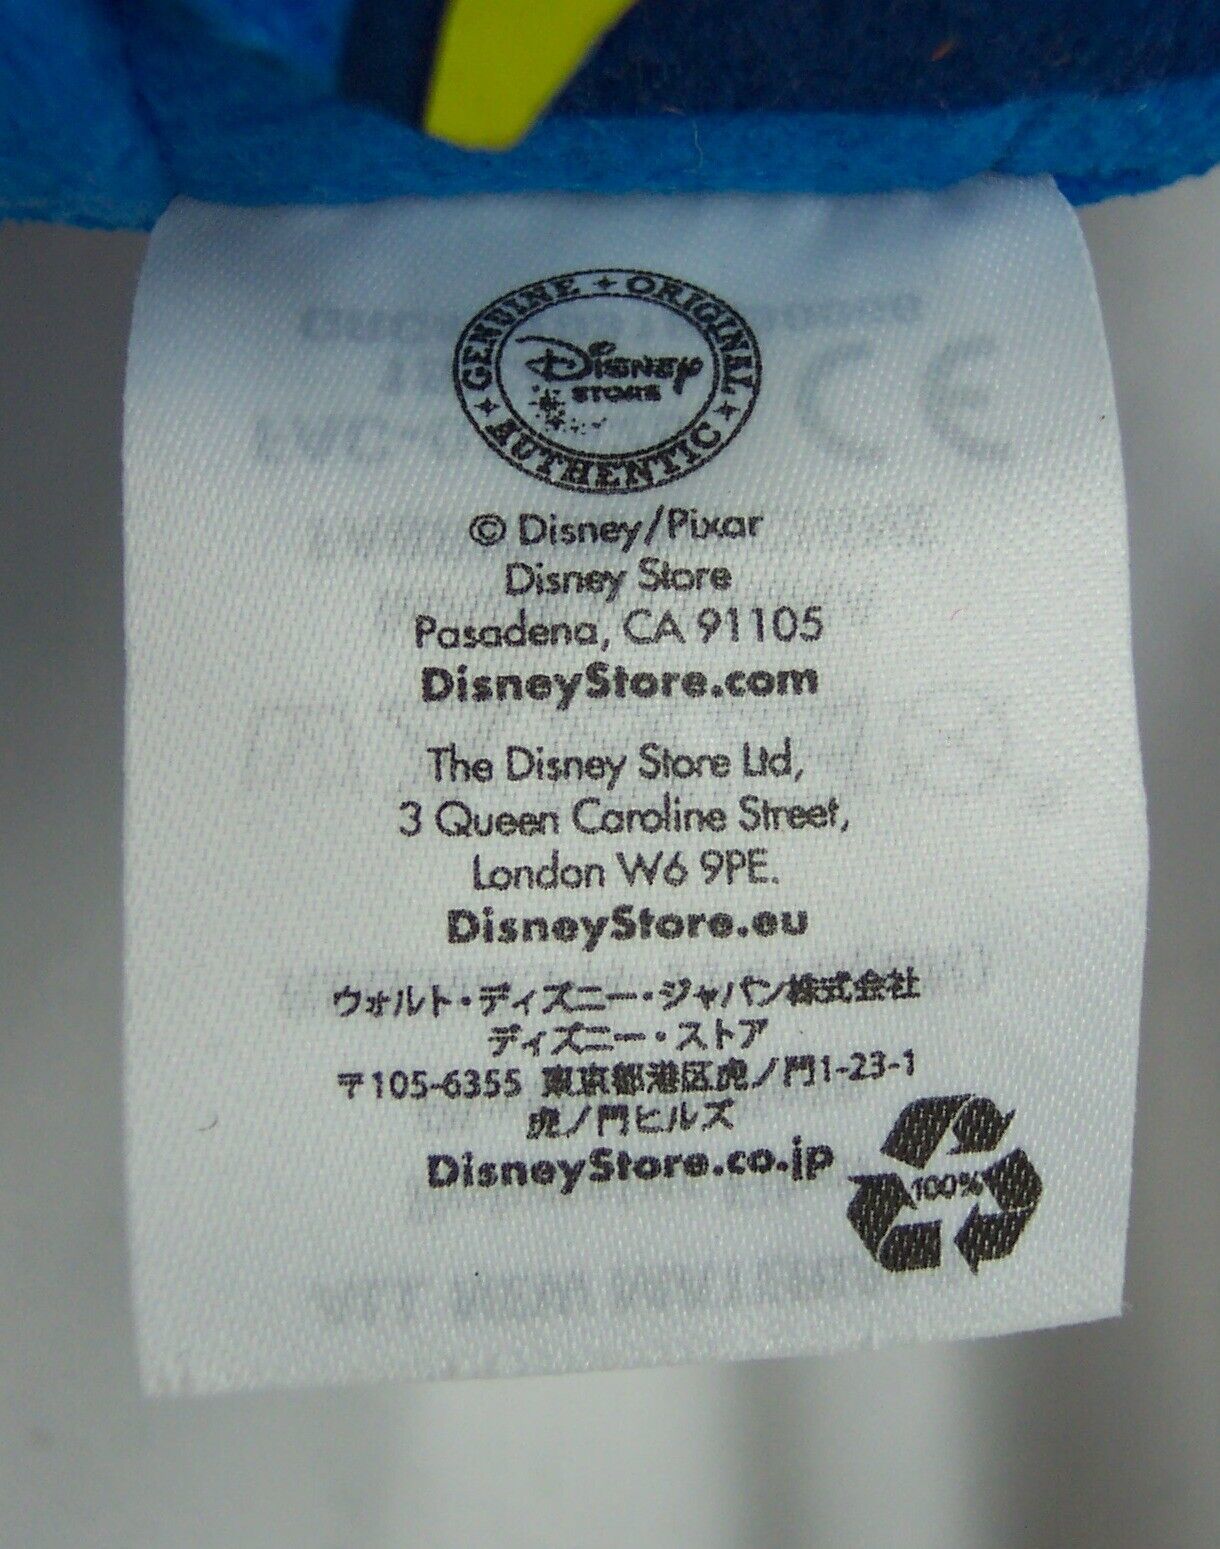 GENUINE ORIGINAL AUTHENTIC
Disney
STORE
© Disney/Pixar
Disney Store
Pasadena, CA 91105
DisneyStore.com
The Disney Store Ltd,
3 Queen Caroline Street,
London W6 9PE.
DisneyStore.eu
ウォルト・ディズニー・ジャパン株式会社
ディズニー・ストア
〒105-6355 東京都港区虎ノ門1-23-1
虎ノ門ヒルズ
DisneyStore.co.jp
100%